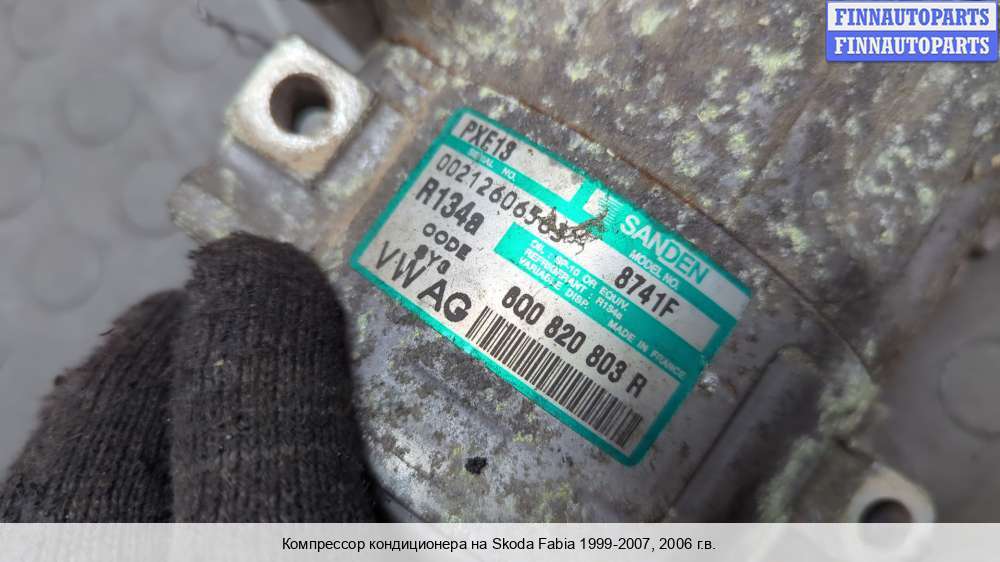 FINNAUTOPARTS
FINNAUTOPARTS
PXE13
SANDEN
SERIAL NO.
MODEL NO.
8741F
R134a
OIL : SP-10 OR EQUIV.
REFRIGERANT : R134a
VARIABLE DISP. MADE IN FRANCE
CODE
VW AG
6Q0 820 803 R
Компрессор кондиционера на Skoda Fabia 1999-2007, 2006 г.в.